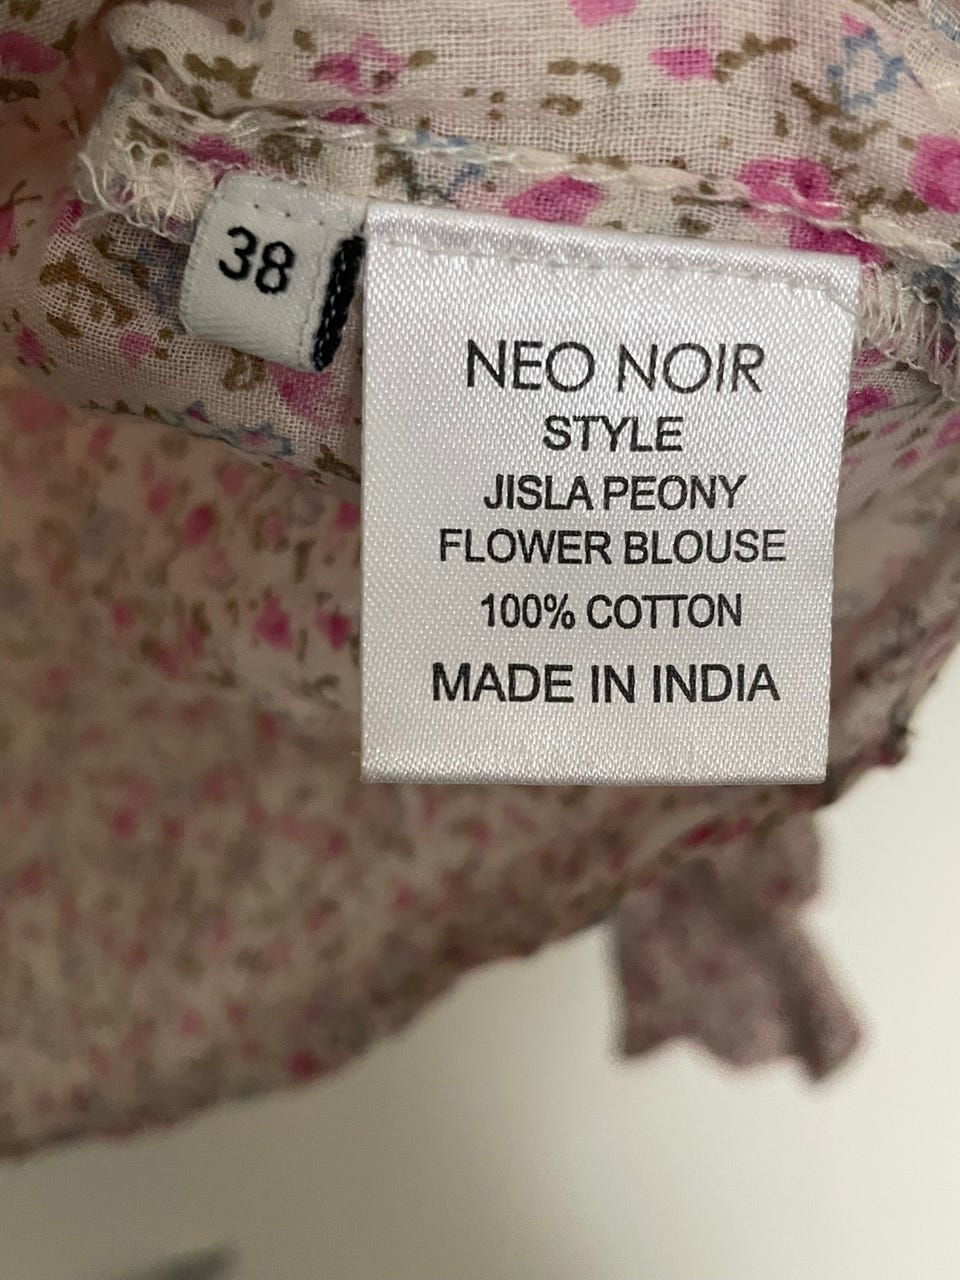 38
NEO NOIR
STYLE
JISLA PEONY
FLOWER BLOUSE
100% COTTON
MADE IN INDIA